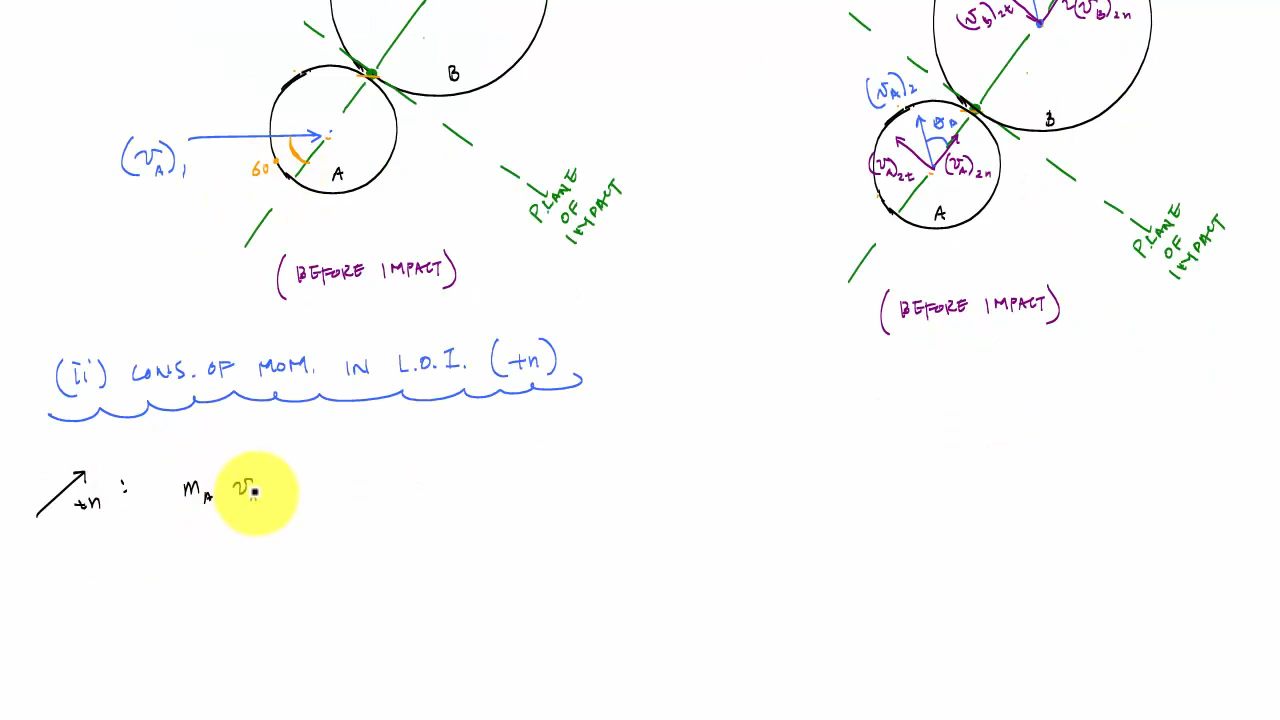 B
(v_A)_1
60°
A
PLANE
OF
IMPACT
(BEFORE IMPACT)
(v_B)_2t
(v_B)_2n
B
(v_A)_2
(v_A)_2t
(v_A)_2n
A
PLANE
OF
IMPACT
(BEFORE IMPACT)
(ii) CONS. OF MOM. IN L.O.I. (+n)
+n : m_A v